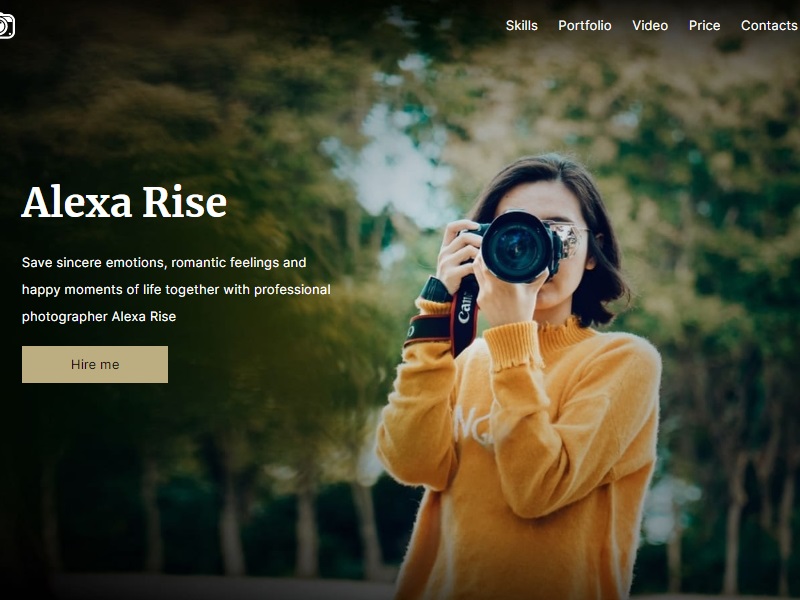 Skills Portfolio Video Price Contacts
Alexa Rise
Save sincere emotions, romantic feelings and
happy moments of life together with professional
photographer Alexa Rise
Hire me